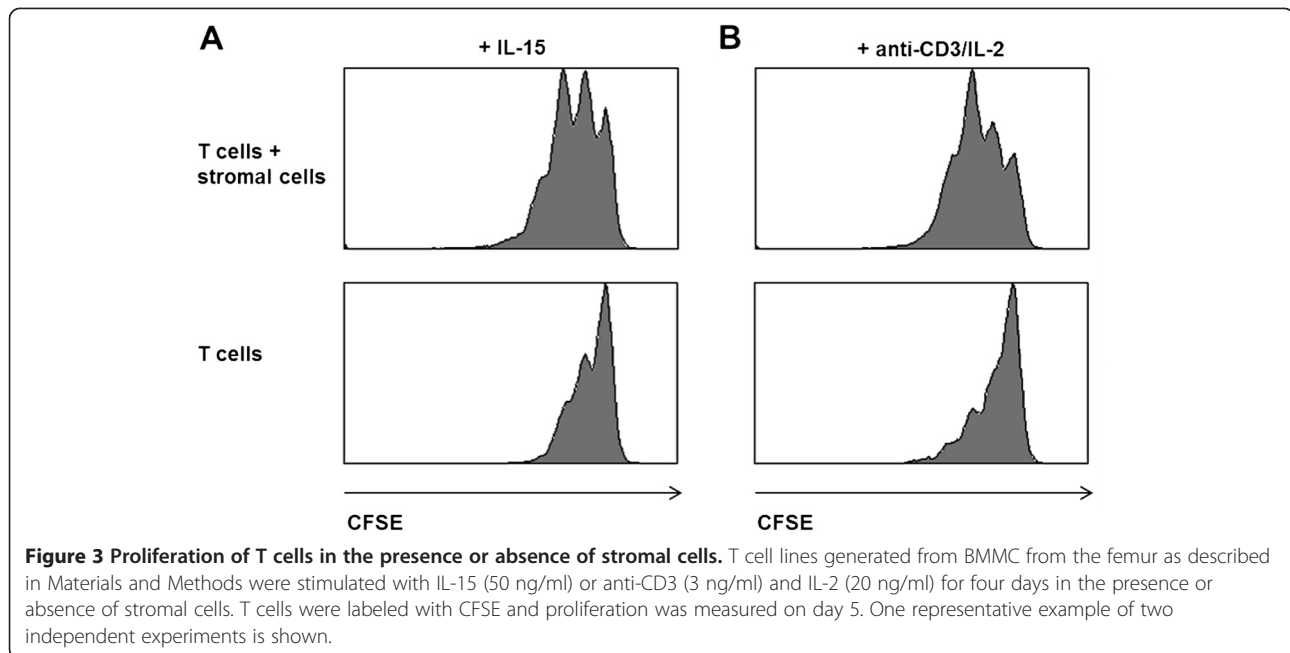 A
+ IL-15
B
+ anti-CD3/IL-2
T cells +
stromal cells
T cells
CFSE
CFSE
Figure 3 Proliferation of T cells in the presence or absence of stromal cells. T cell lines generated from BMMC from the femur as described
in Materials and Methods were stimulated with IL-15 (50 ng/ml) or anti-CD3 (3 ng/ml) and IL-2 (20 ng/ml) for four days in the presence or
absence of stromal cells. T cells were labeled with CFSE and proliferation was measured on day 5. One representative example of two
independent experiments is shown.